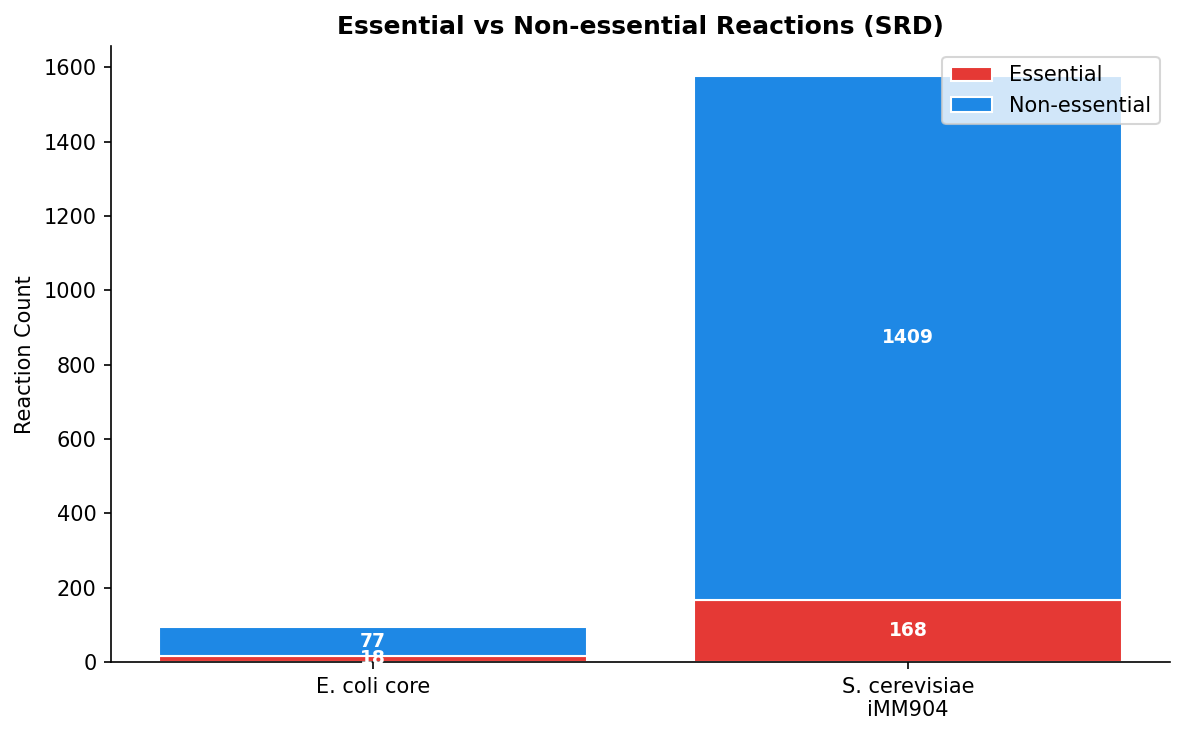 Essential vs Non-essential Reactions (SRD)
Essential
Non-essential
Reaction Count
1600
1400
1200
1000
800
600
400
200
0
1409
168
77
18
E. coli core
S. cerevisiae
iMM904